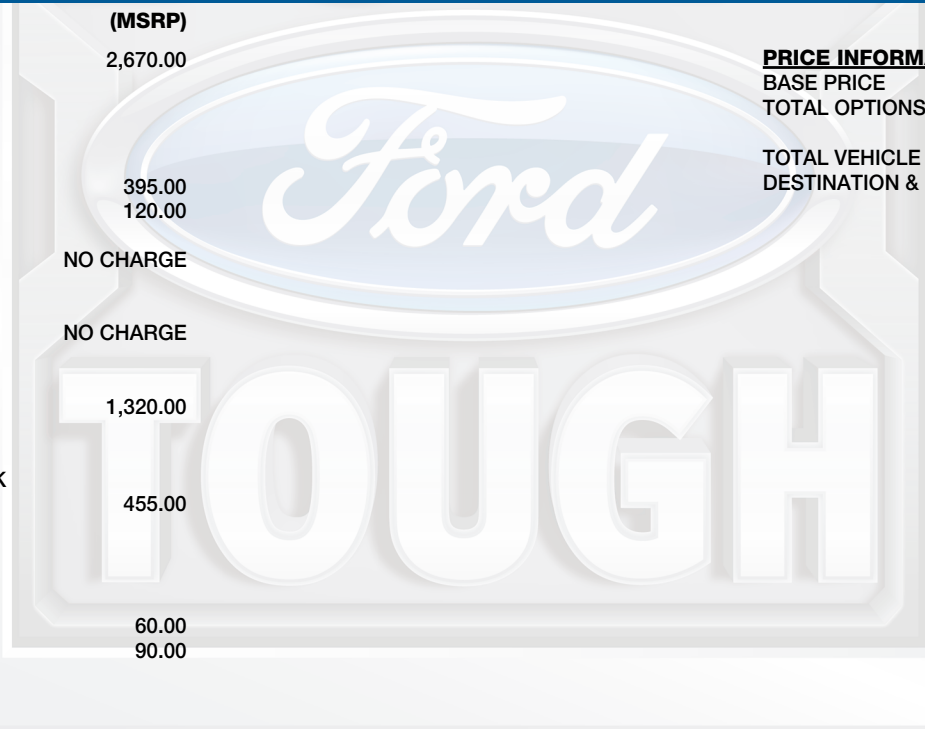 (MSRP)
2,670.00
395.00
120.00
NO CHARGE
NO CHARGE
1,320.00
K
455.00
60.00
90.00
PRICE INFORMA
BASE PRICE
TOTAL OPTIONS
TOTAL VEHICLE
DESTINATION &
Ford
TOUGH